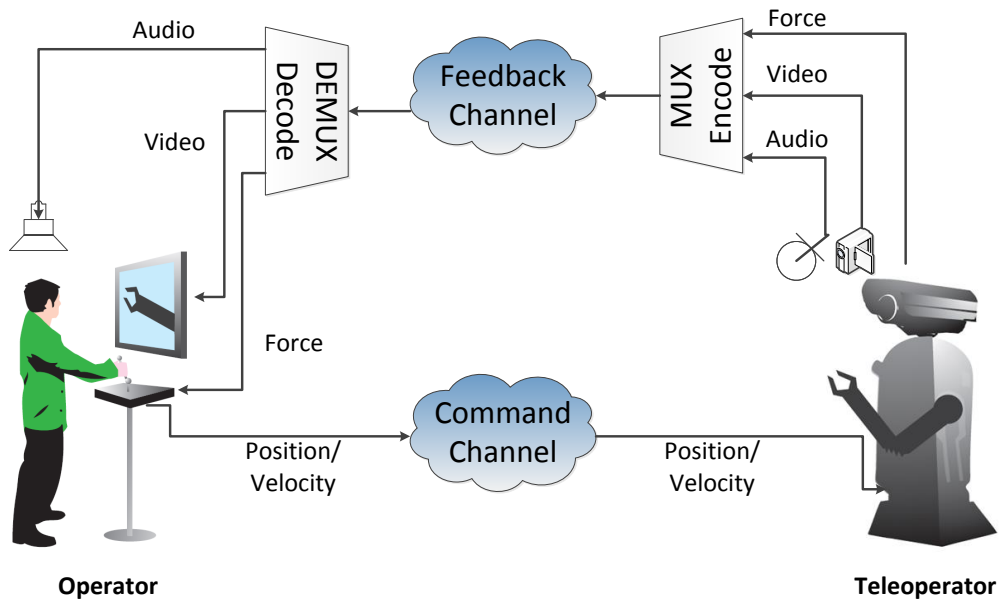 Audio
DEMUX
Decode
Feedback
Channel
MUX
Encode
Force
Video
Audio
Video
Force
Command
Channel
Position/
Velocity
Position/
Velocity
Operator
Teleoperator